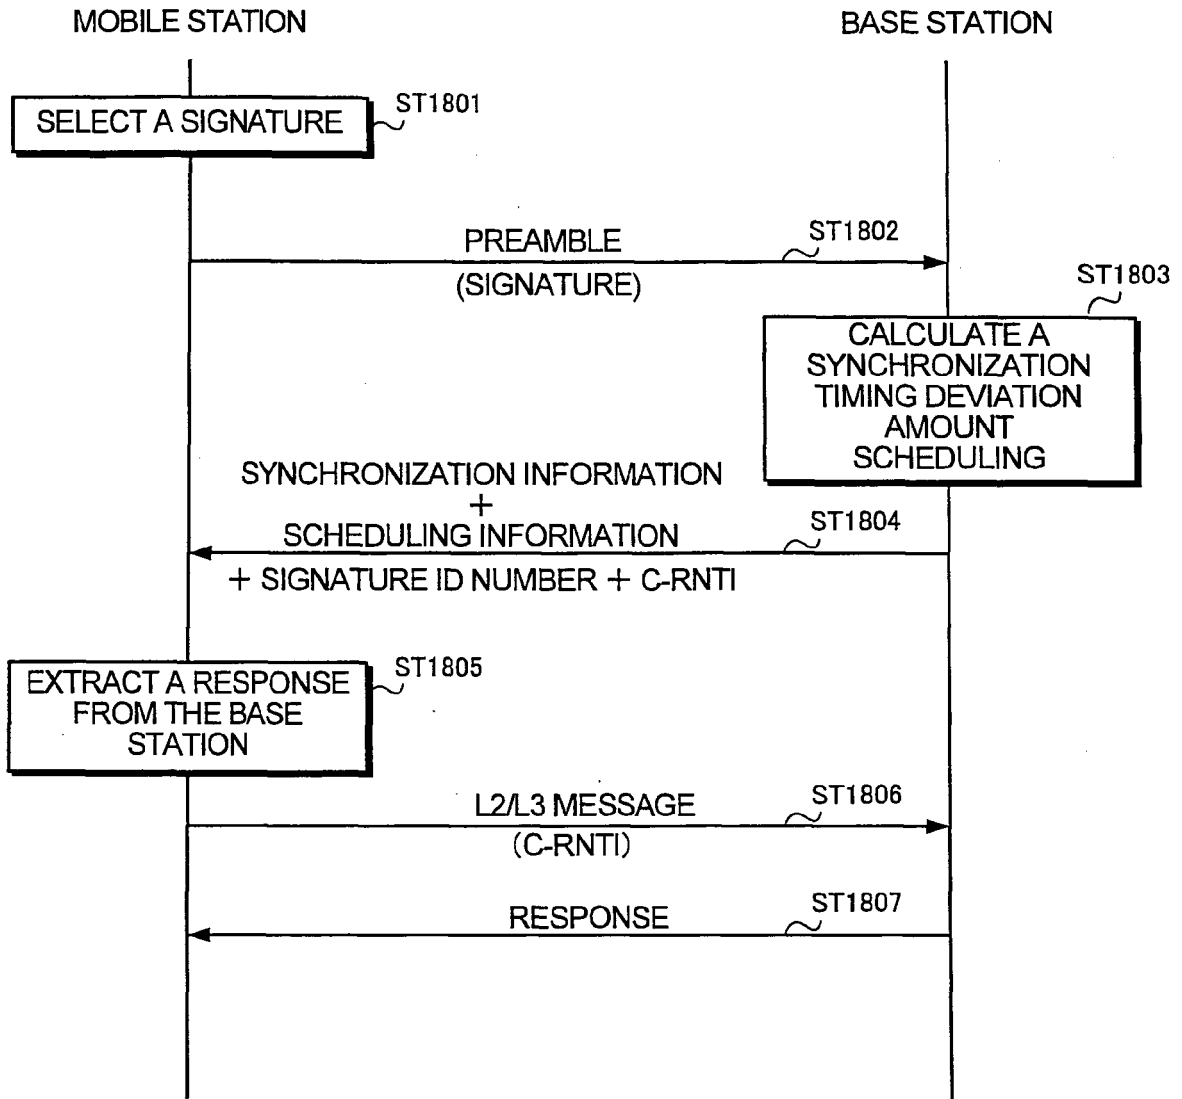 MOBILE STATION
BASE STATION
ST1801
SELECT A SIGNATURE
PREAMBLE
ST1802
(SIGNATURE)
ST1803
CALCULATE A
SYNCHRONIZATION
TIMING DEVIATION
AMOUNT
SCHEDULING
SYNCHRONIZATION INFORMATION
+
SCHEDULING INFORMATION
ST1804
+ SIGNATURE ID NUMBER + C-RNTI
ST1805
EXTRACT A RESPONSE
FROM THE BASE
STATION
L2/L3 MESSAGE
ST1806
(C-RNTI)
RESPONSE
ST1807